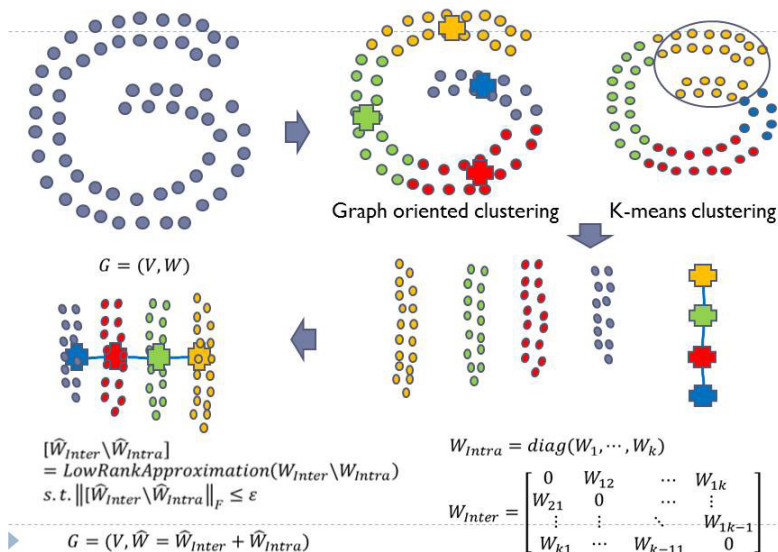 Graph oriented clustering
K-means clustering
G = (V, W)
[Ŵ_Inter\Ŵ_Intra]
= LowRankApproximation(W_Inter\W_Intra)
s.t.‖[Ŵ_Inter\Ŵ_Intra‖_F ≤ ε
G = (V, Ŵ = Ŵ_Inter + Ŵ_Intra)
W_Intra = diag(W_1, ⋯, W_k)
W_Inter = [
0 W_12 ⋯ W_1k
W_21 0 ⋯ ⋮
⋮ ⋮ ⋱ W_1k−1
W_k1 ⋯ W_k−11 0
]